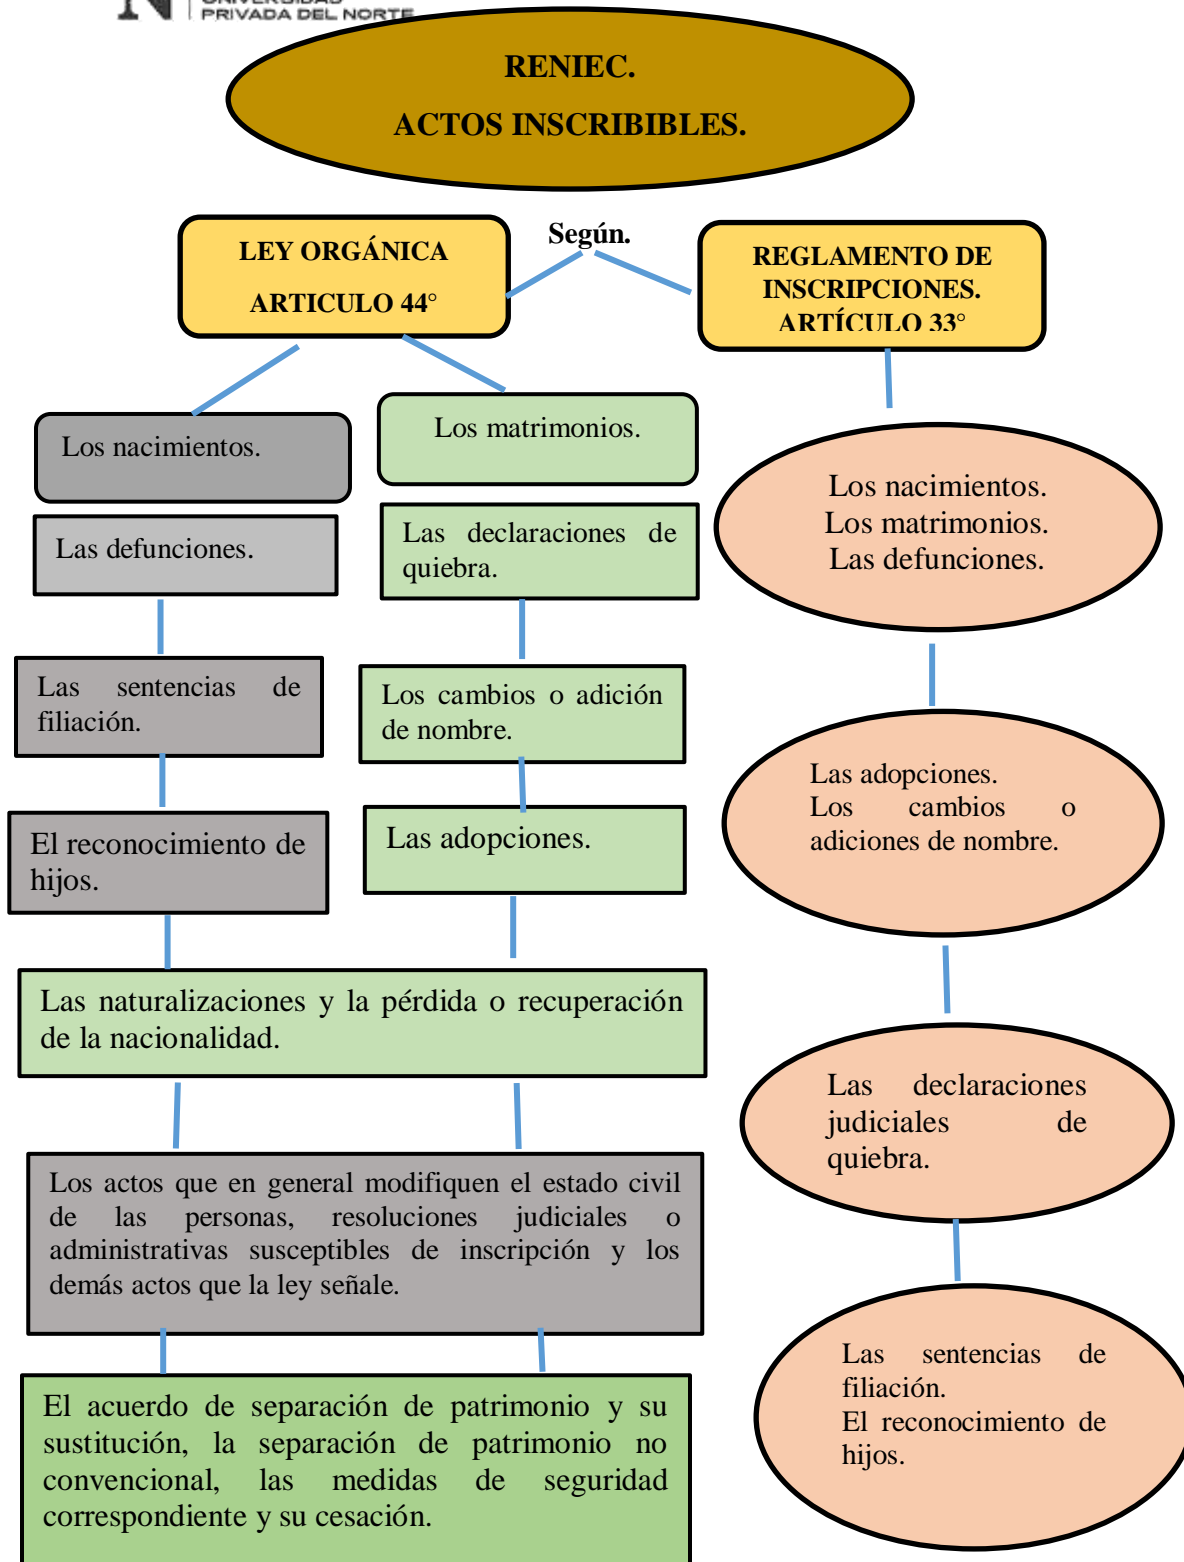 UNIVERSIDAD
PRIVADA DEL NORTE
RENIEC.
ACTOS INSCRIBIBLES.
Según.
LEY ORGÁNICA
ARTICULO 44°
REGLAMENTO DE
INSCRIPCIONES.
ARTÍCULO 33°
Los nacimientos.
Las defunciones.
Las sentencias de
filiación.
El reconocimiento de
hijos.
Los matrimonios.
Las declaraciones de
quiebra.
Los cambios o adición
de nombre.
Las adopciones.
Las naturalizaciones y la pérdida o recuperación
de la nacionalidad.
Los actos que en general modifiquen el estado civil
de las personas, resoluciones judiciales o
administrativas susceptibles de inscripción y los
demás actos que la ley señale.
El acuerdo de separación de patrimonio y su
sustitución, la separación de patrimonio no
convencional, las medidas de seguridad
correspondiente y su cesación.
Los nacimientos.
Los matrimonios.
Las defunciones.
Las adopciones.
Los cambios o
adiciones de nombre.
Las declaraciones
judiciales de
quiebra.
Las sentencias de
filiación.
El reconocimiento de
hijos.